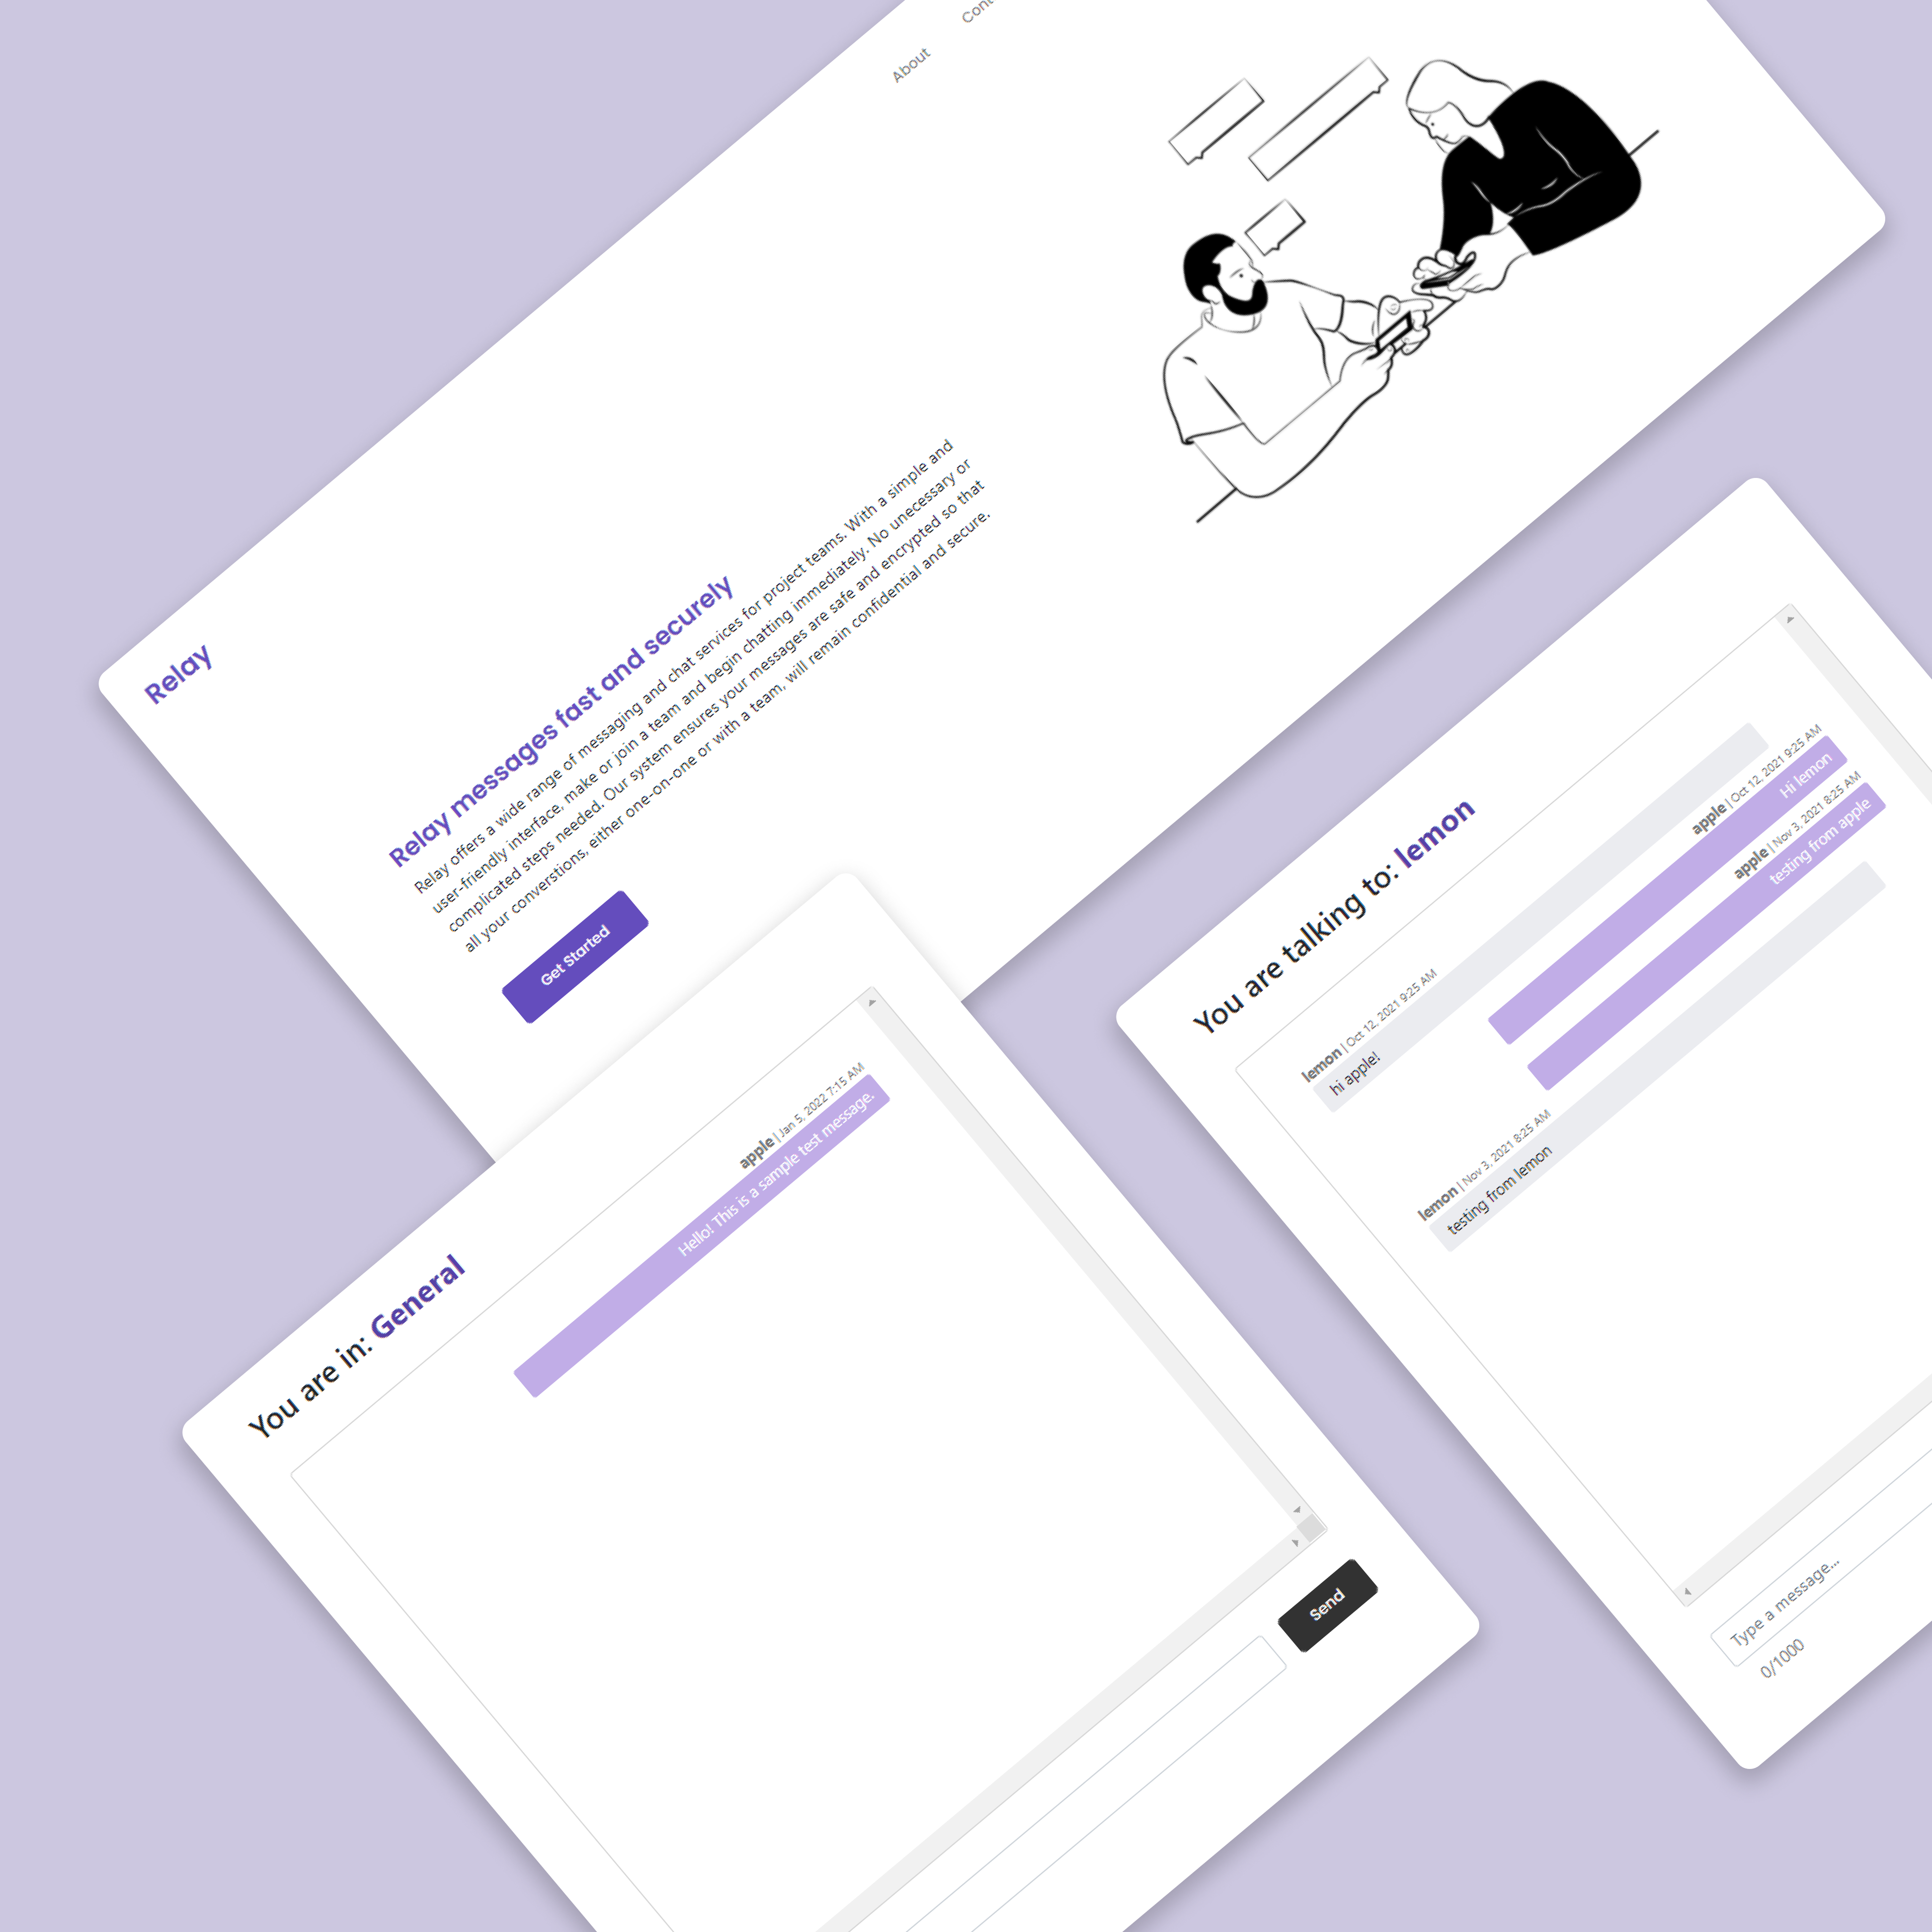 Relay
About
Cont
Relay messages fast and securely
Relay offers a wide range of messaging and chat services for project teams. With a simple and
user-friendly interface, make or join a team and begin chatting immediately. No unecessary or
complicated steps needed. Our system ensures your messages are safe and encrypted so that
all your converstions, either one-on-one or with a team, will remain confidential and secure.
Get Started
You are in: General
apple | Jan 5, 2022 7:15 AM
Hello! This is a sample test message.
Send
You are talking to: lemon
lemon | Oct 12, 2021 9:25 AM
hi apple!
apple | Oct 12, 2021 9:25 AM
Hi lemon
apple | Nov 3, 2021 8:25 AM
testing from apple
lemon | Nov 3, 2021 8:25 AM
testing from lemon
Type a message...
0/1000